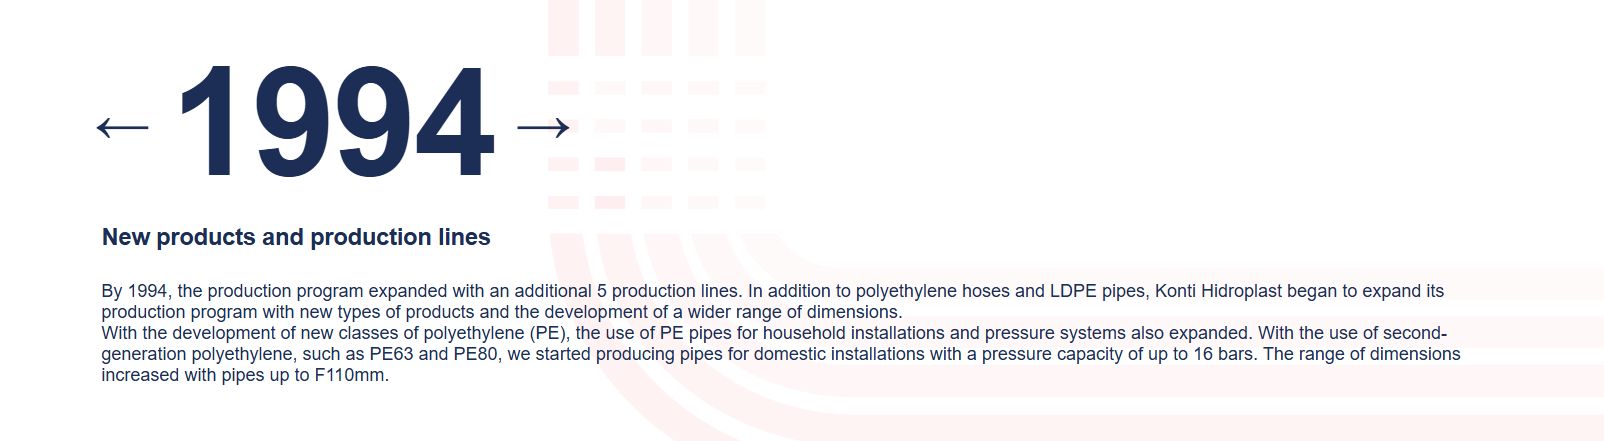 ← 1994 →
New products and production lines
By 1994, the production program expanded with an additional 5 production lines. In addition to polyethylene hoses and LDPE pipes, Konti Hidroplast began to expand its
production program with new types of products and the development of a wider range of dimensions.
With the development of new classes of polyethylene (PE), the use of PE pipes for household installations and pressure systems also expanded. With the use of second-
generation polyethylene, such as PE63 and PE80, we started producing pipes for domestic installations with a pressure capacity of up to 16 bars. The range of dimensions
increased with pipes up to F110mm.